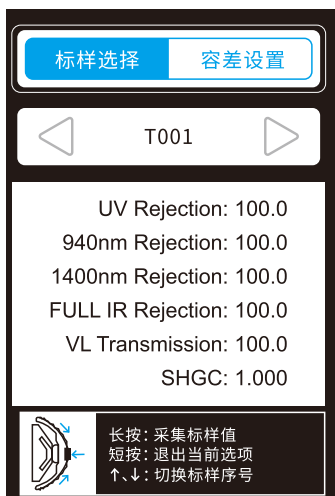 标样选择 容差设置
T001
UV Rejection: 100.0
940nm Rejection: 100.0
1400nm Rejection: 100.0
FULL IR Rejection: 100.0
VL Transmission: 100.0
SHGC: 1.000
长按: 采集标样值
短按: 退出当前选项
↑、↓: 切换标样序号